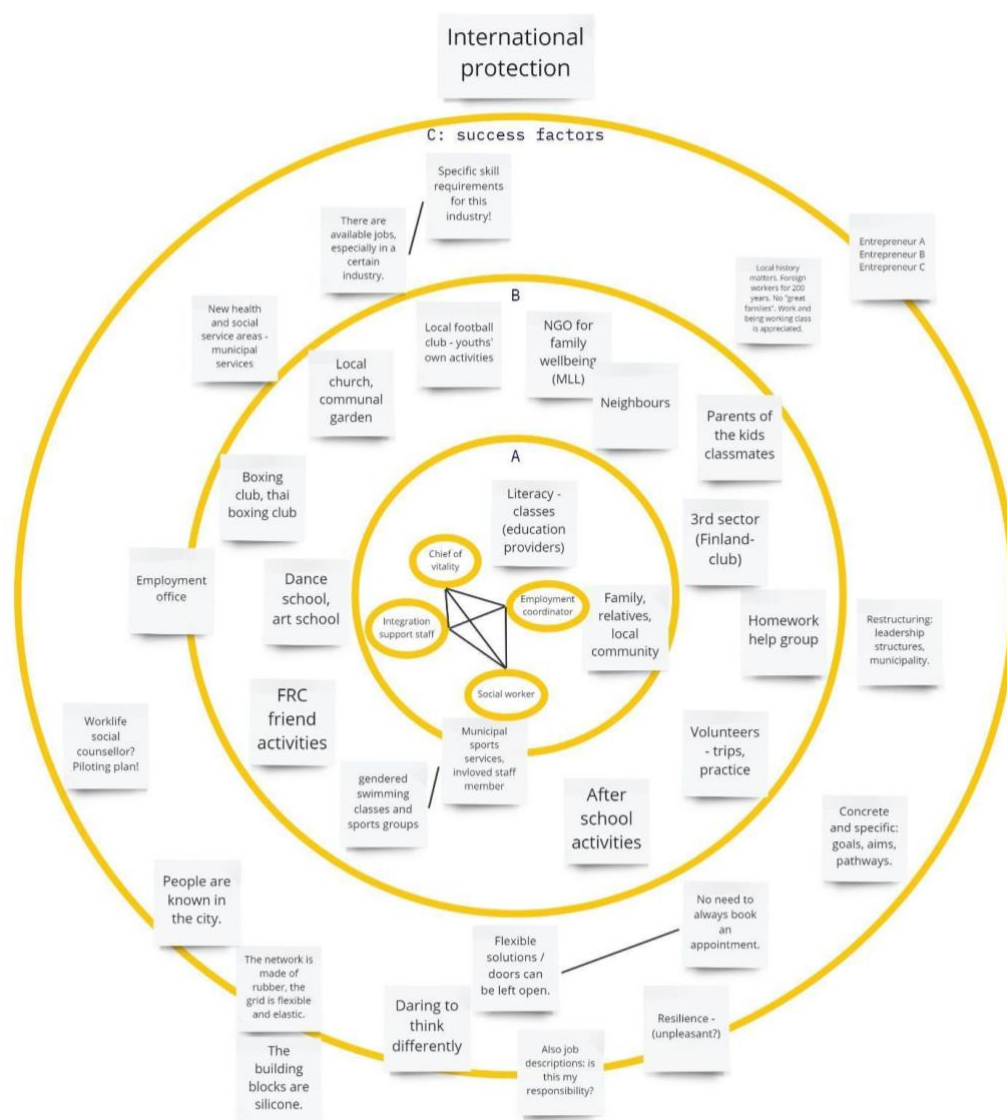 International
protection
C: success factors
Specific skill
requirements
for this
industry!
There are
available jobs,
especially in a
certain
industry.
Entrepreneur A
Entrepreneur B
Entrepreneur C
Local history
matters. Foreign
workers for 200
years. No "great
families". Work and
being working class
is appreciated.
New health
and social
service areas -
municipal
services
B
Local football
club - youths'
own activities
NGO for
family
wellbeing
(MLL)
Local
church,
communal
garden
Neighbours
Parents of
the kids
classmates
A
Boxing
club, thai
boxing club
Literacy -
classes
(education
providers)
3rd sector
(Finland-
club)
Chief of
vitality
Employment
office
Dance
school,
art school
Integration
support staff
Employment
coordinator
Family,
relatives,
local
community
Homework
help group
Restructuring:
leadership
structures,
municipality.
Social worker
FRC
friend
activities
Worklife
social
counsellor?
Piloting plan!
Municipal
sports
services,
invloved staff
member
Volunteers
- trips,
practice
gendered
swimming
classes and
sports groups
After
school
activities
Concrete
and specific:
goals, aims,
pathways.
People are
known in
the city.
No need to
always book
an
appointment.
Flexible
solutions /
doors can
be left open.
The network is
made of
rubber, the
grid is flexible
and elastic.
Daring to
think
differently
Resilience -
(unpleasant?)
The
building
blocks are
silicone.
Also job
descriptions: is
this my
responsibility?